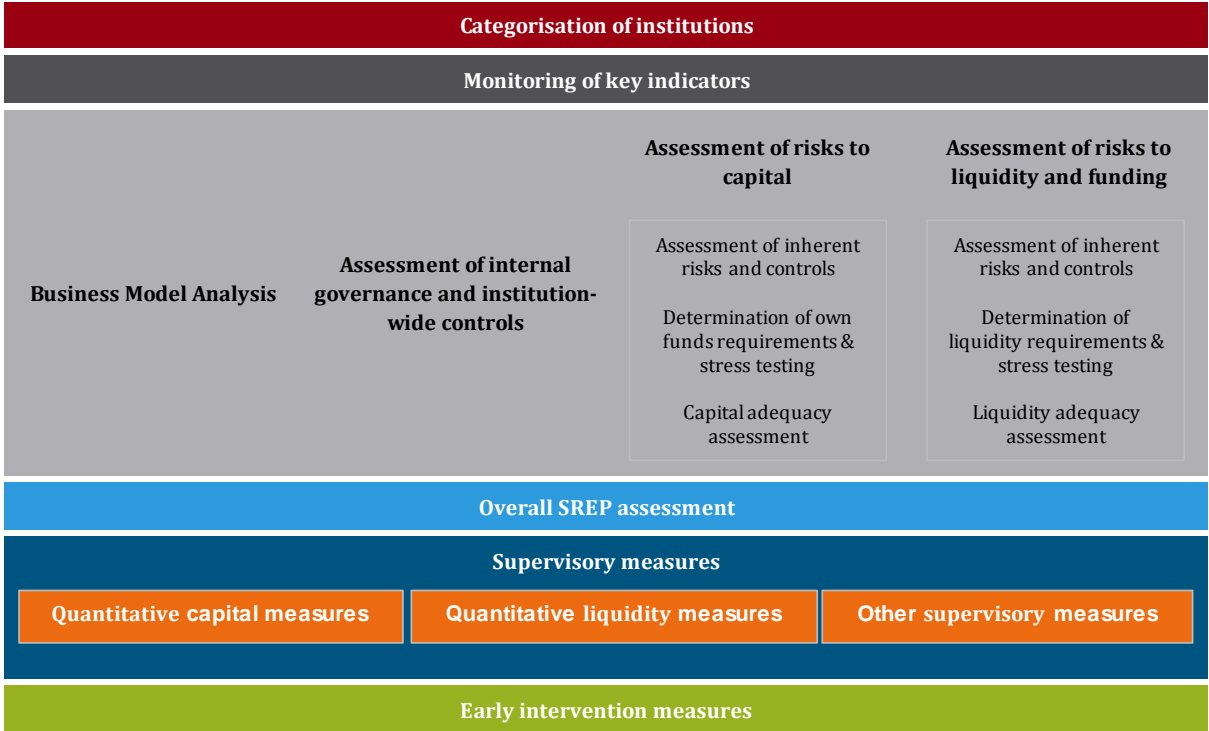 Categorisation of institutions
Monitoring of key indicators
Business Model Analysis
Assessment of internal
governance and institution-
wide controls
Assessment of risks to
capital
Assessment of inherent
risks and controls
Determination of own
funds requirements &
stress testing
Capital adequacy
assessment
Assessment of risks to
liquidity and funding
Assessment of inherent
risks and controls
Determination of
liquidity requirements &
stress testing
Liquidity adequacy
assessment
Overall SREP assessment
Supervisory measures
Quantitative capital measures
Quantitative liquidity measures
Other supervisory measures
Early intervention measures